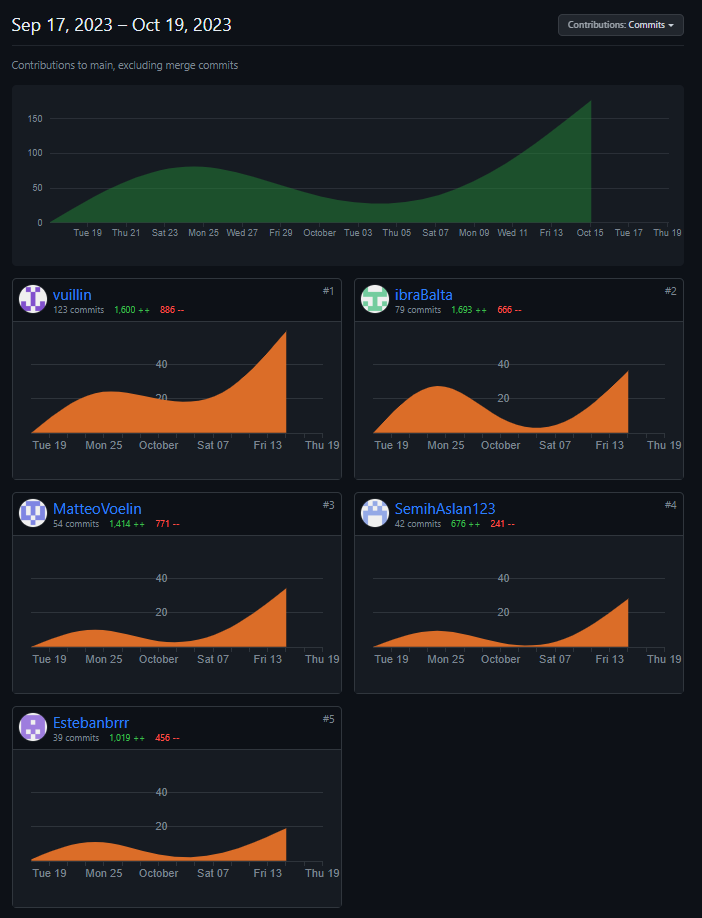 Sep 17, 2023 – Oct 19, 2023
Contributions: Commits
Contributions to main, excluding merge commits
150
100
50
0
Tue 19 Thu 21 Sat 23 Mon 25 Wed 27 Fri 29 October Tue 03 Thu 05 Sat 07 Mon 09 Wed 11 Fri 13 Oct 15 Tue 17 Thu 19
vuillin
#1
123 commits 1,600 ++ 886 --
40
20
Tue 19 Mon 25 October Sat 07 Fri 13 Thu 19
ibraBalta
#2
79 commits 1,693 ++ 666 --
40
20
Tue 19 Mon 25 October Sat 07 Fri 13 Thu 19
MatteoVoelin
#3
54 commits 1,414 ++ 771 --
40
20
Tue 19 Mon 25 October Sat 07 Fri 13 Thu 19
SemihAslan123
#4
42 commits 676 ++ 241 --
40
20
Tue 19 Mon 25 October Sat 07 Fri 13 Thu 19
Estebanbrrr
#5
39 commits 1,019 ++ 456 --
40
20
Tue 19 Mon 25 October Sat 07 Fri 13 Thu 19